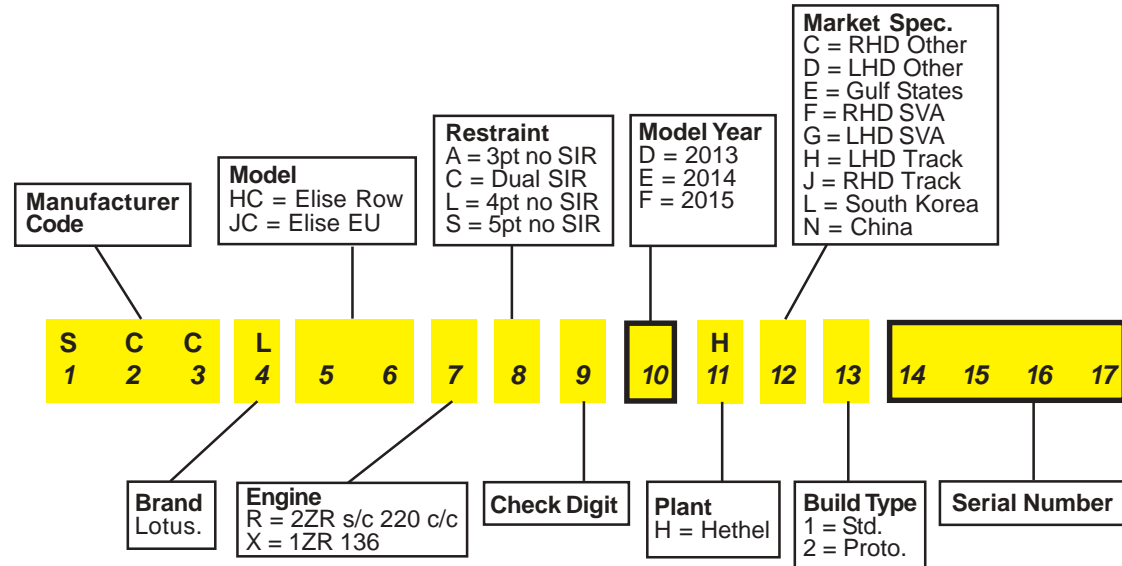 Market Spec.
C = RHD Other
D = LHD Other
E = Gulf States
F = RHD SVA
G = LHD SVA
H = LHD Track
J = RHD Track
L = South Korea
N = China
Restraint
A = 3pt no SIR
C = Dual SIR
L = 4pt no SIR
S = 5pt no SIR
Model Year
D = 2013
E = 2014
F = 2015
Model
HC = Elise Row
JC = Elise EU
Manufacturer
Code
S C C L H
1 2 3 4 5 6 7 8 9 10 11 12 13 14 15 16 17
Brand
Lotus.
Engine
R = 2ZR s/c 220 c/c
X = 1ZR 136
Check Digit
Plant
H = Hethel
Build Type
1 = Std.
2 = Proto.
Serial Number